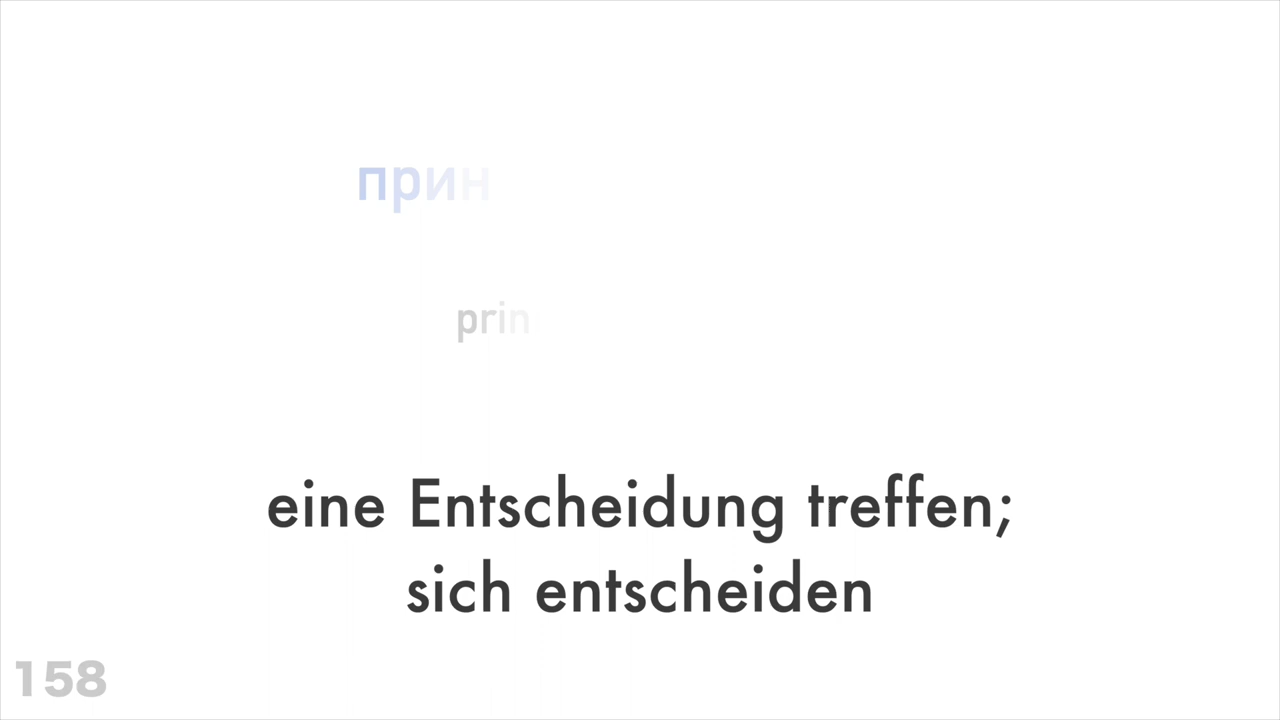 прин
prin
eine Entscheidung treffen;
sich entscheiden
158